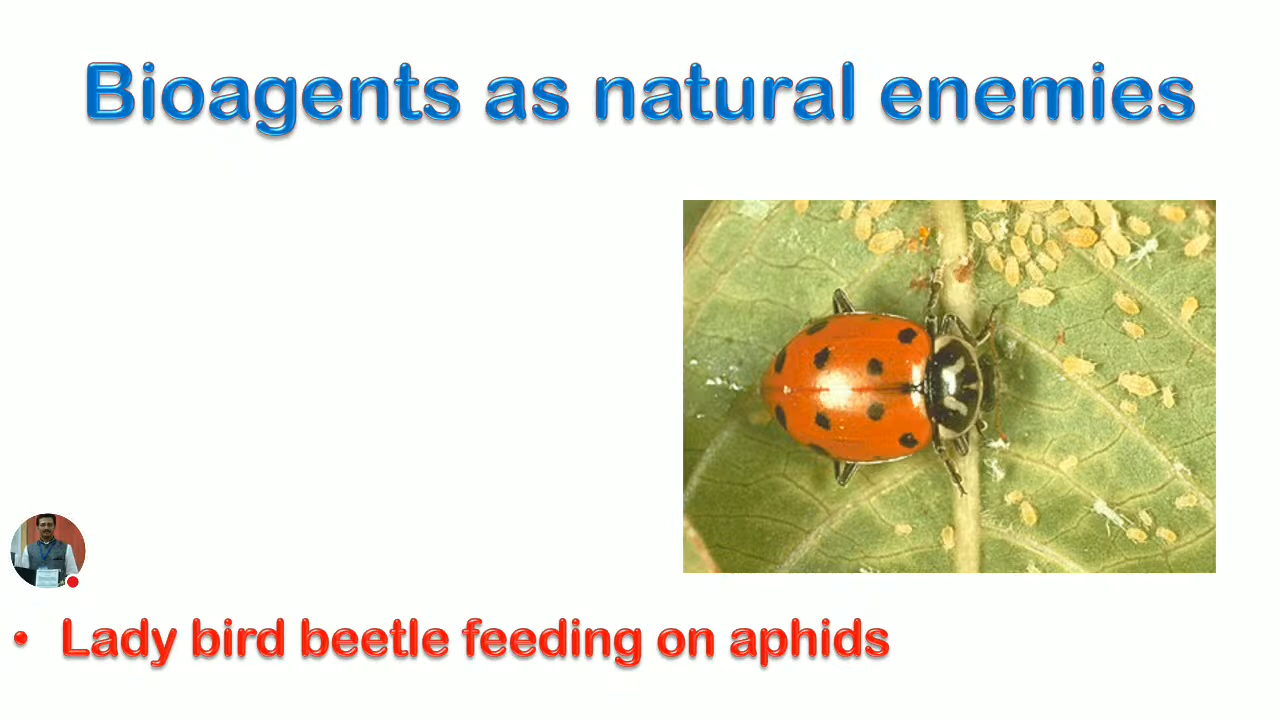 Bioagents as natural enemies
• Lady bird beetle feeding on aphids